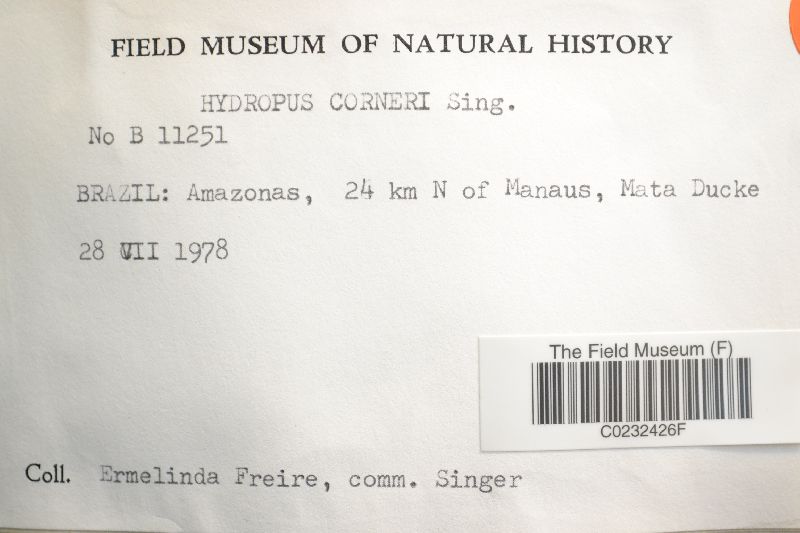 FIELD MUSEUM OF NATURAL HISTORY
HYDROPUS CORNERI Sing.
No B 11251
BRAZIL: Amazonas, 24 km N of Manaus, Mata Ducke
28 VII 1978
The Field Museum (F)
C0232426F
Coll. Ermelinda Freire, comm. Singer